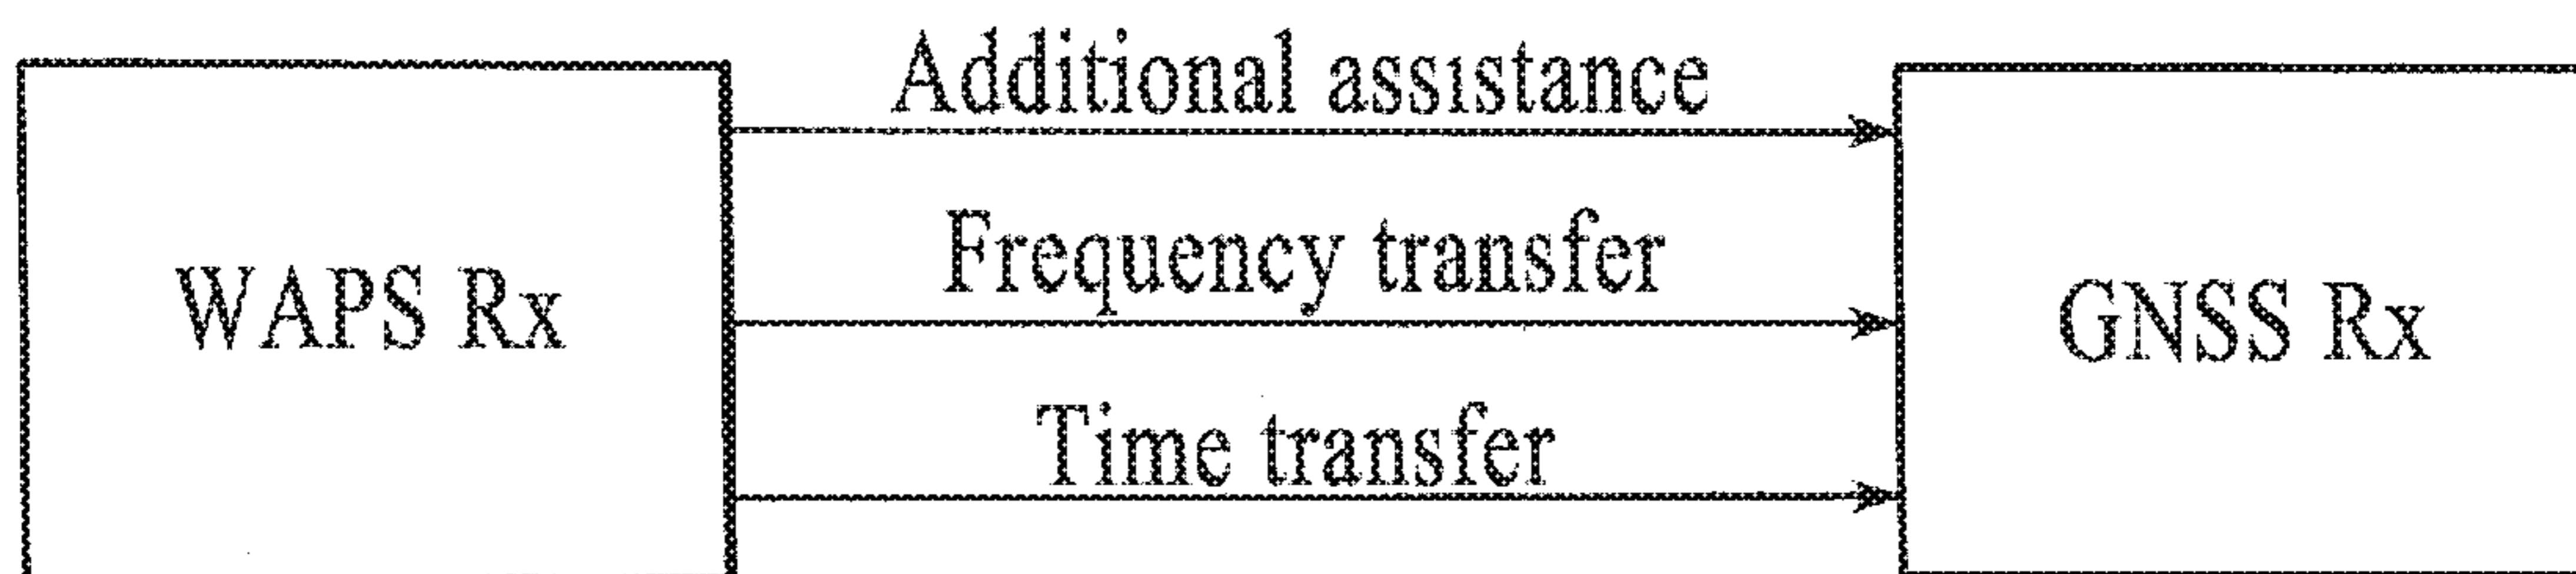 Additional assistance
Frequency transfer
WAPS Rx
GNSS Rx
Time transfer